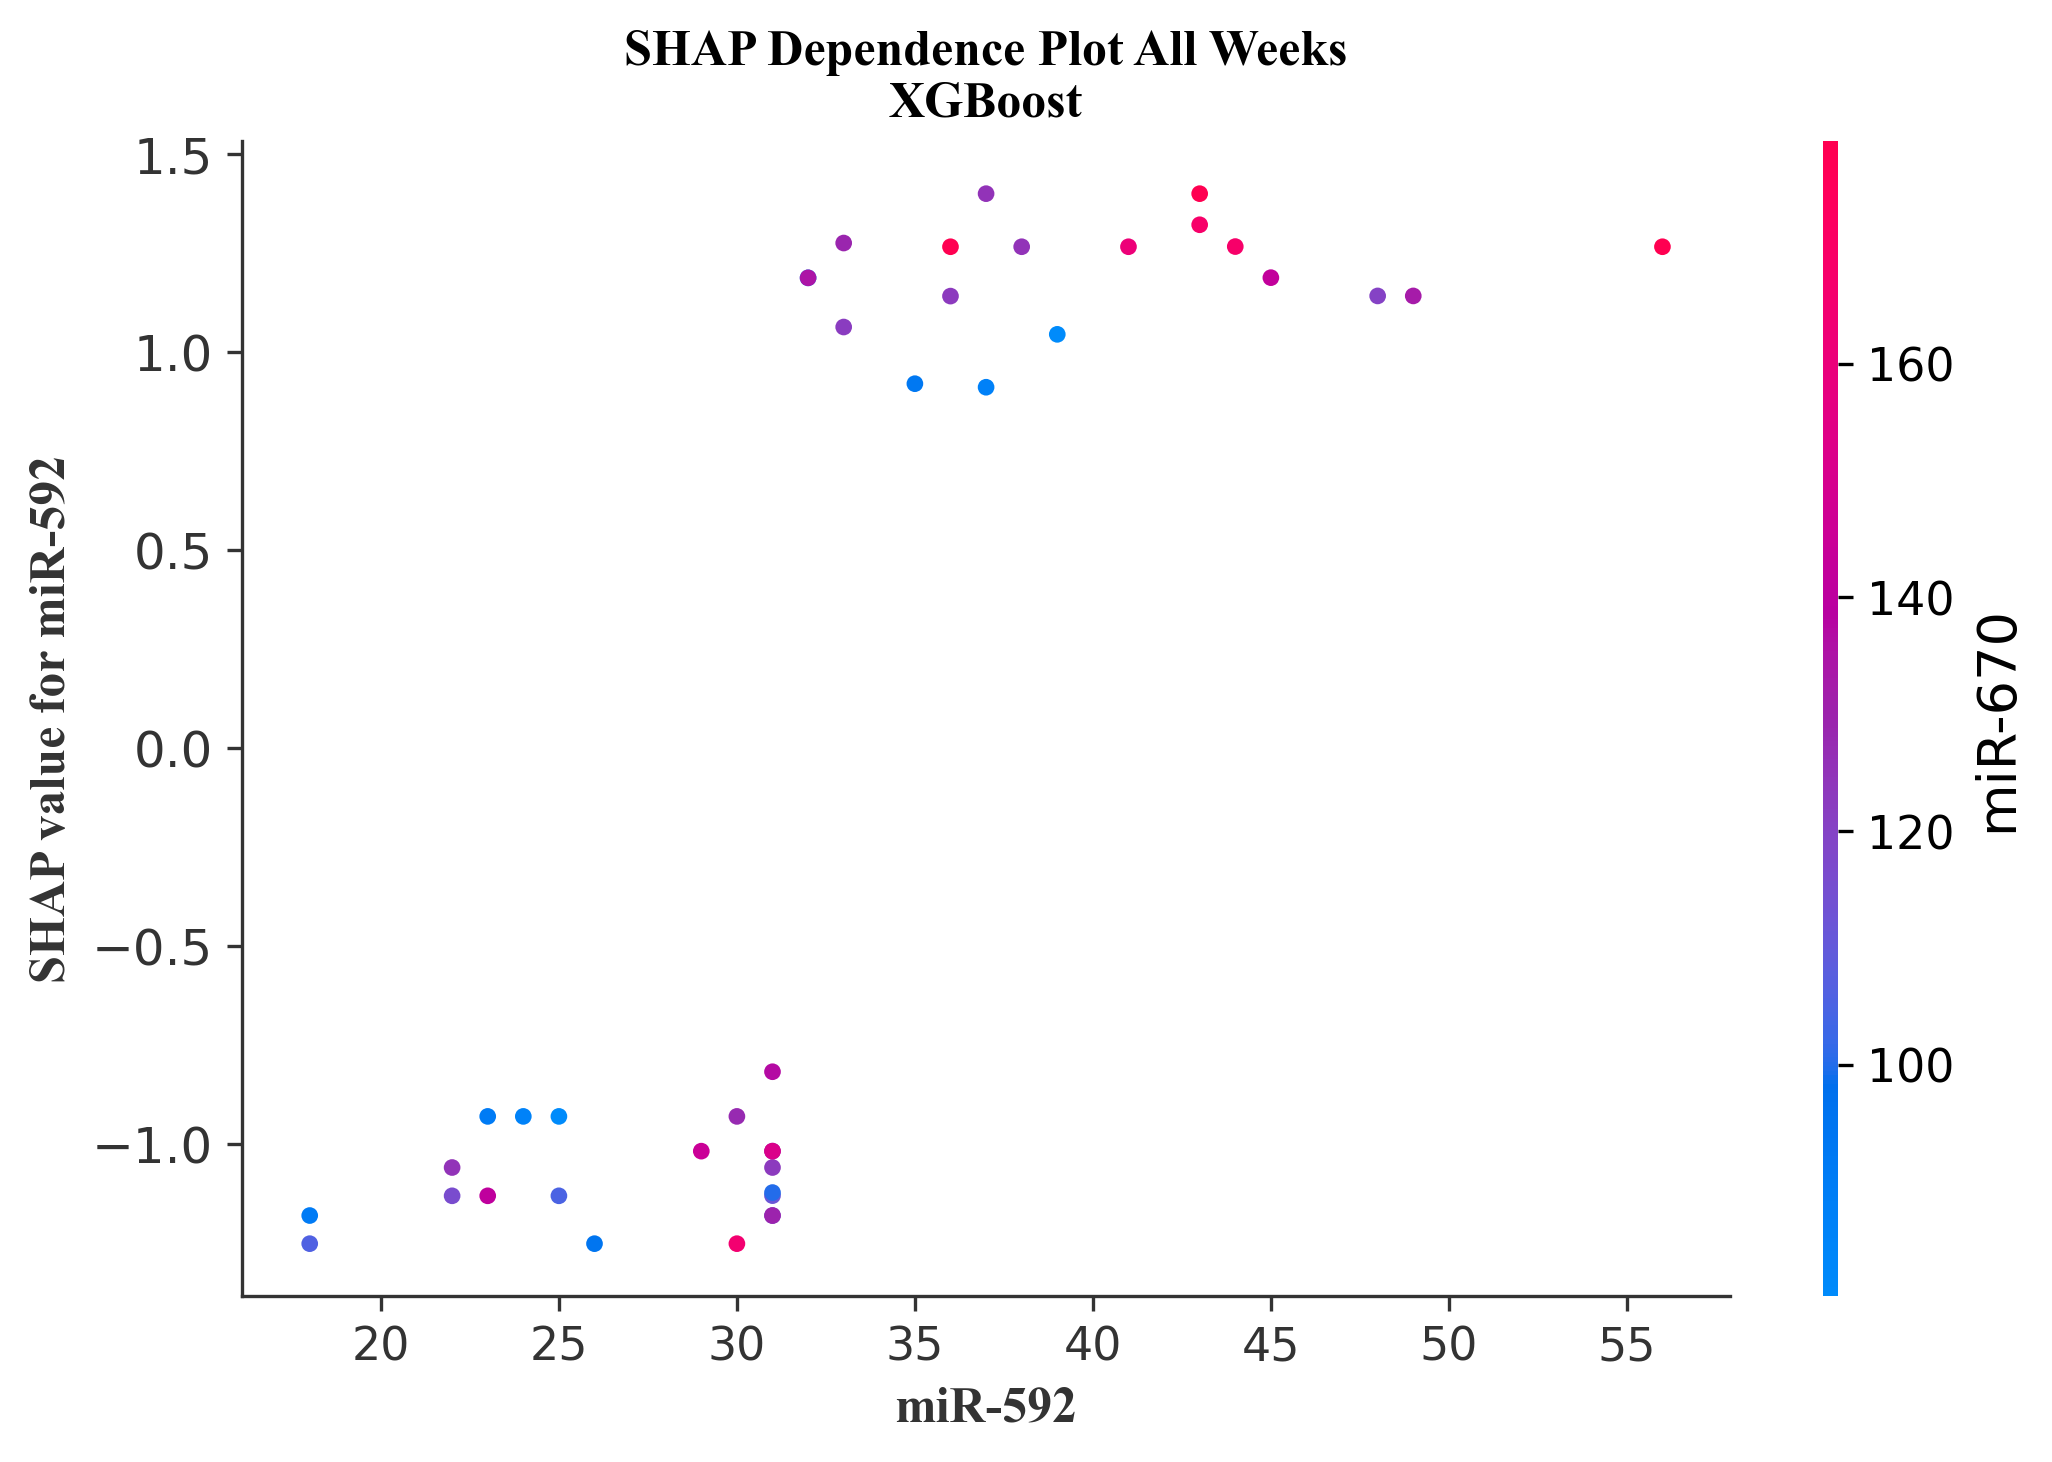 SHAP Dependence Plot All Weeks
XGBoost
1.5
1.0
0.5
0.0
−0.5
−1.0
SHAP value for miR-592
20 25 30 35 40 45 50 55
miR-592
160
140
120
100
miR-670